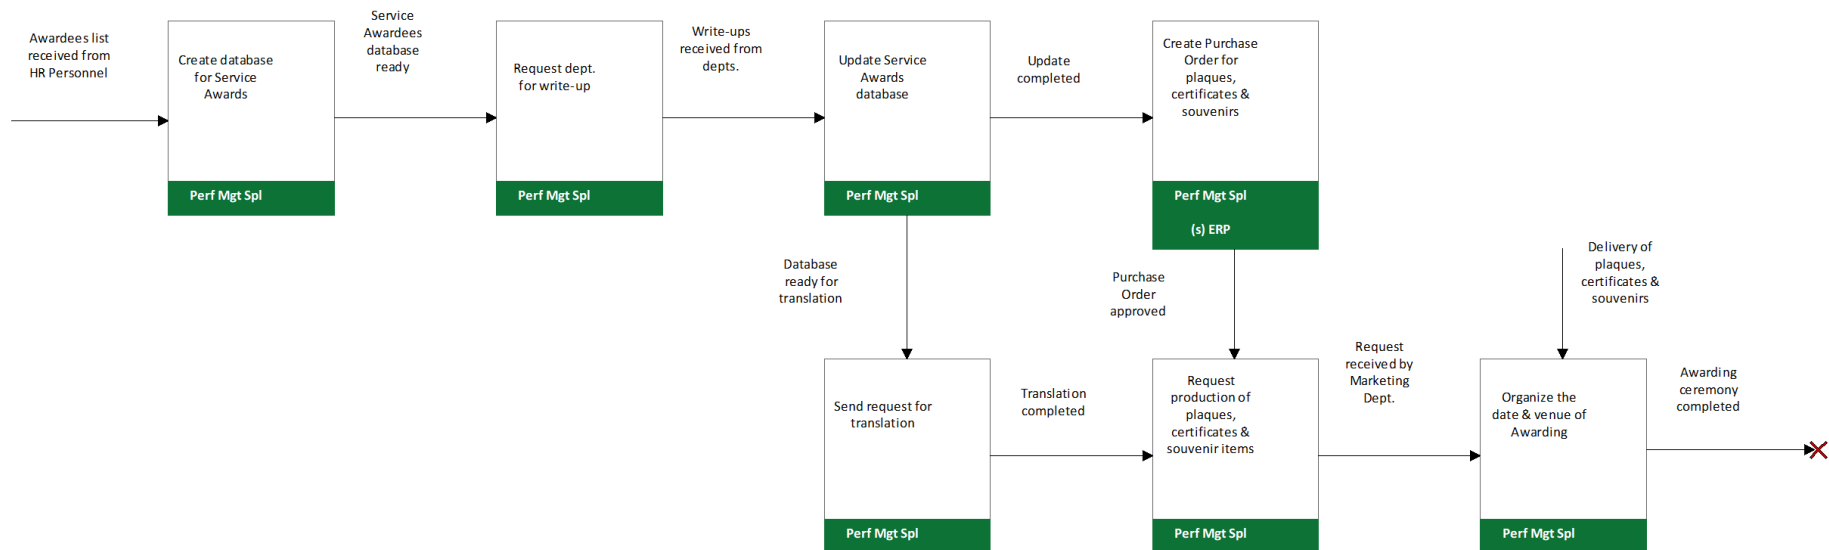 Awardees list
received from
HR Personnel
Create database
for Service
Awards
Perf Mgt Spl
Service
Awardees
database
ready
Request dept.
for write-up
Perf Mgt Spl
Write-ups
received from
depts.
Update Service
Awards
database
Perf Mgt Spl
Update
completed
Create Purchase
Order for
plaques,
certificates &
souvenirs
Perf Mgt Spl
(s) ERP
Database
ready for
translation
Purchase
Order
approved
Delivery of
plaques,
certificates &
souvenirs
Send request for
translation
Perf Mgt Spl
Translation
completed
Request
production of
plaques,
certificates &
souvenir items
Perf Mgt Spl
Request
received by
Marketing
Dept.
Organize the
date & venue of
Awarding
Perf Mgt Spl
Awarding
ceremony
completed